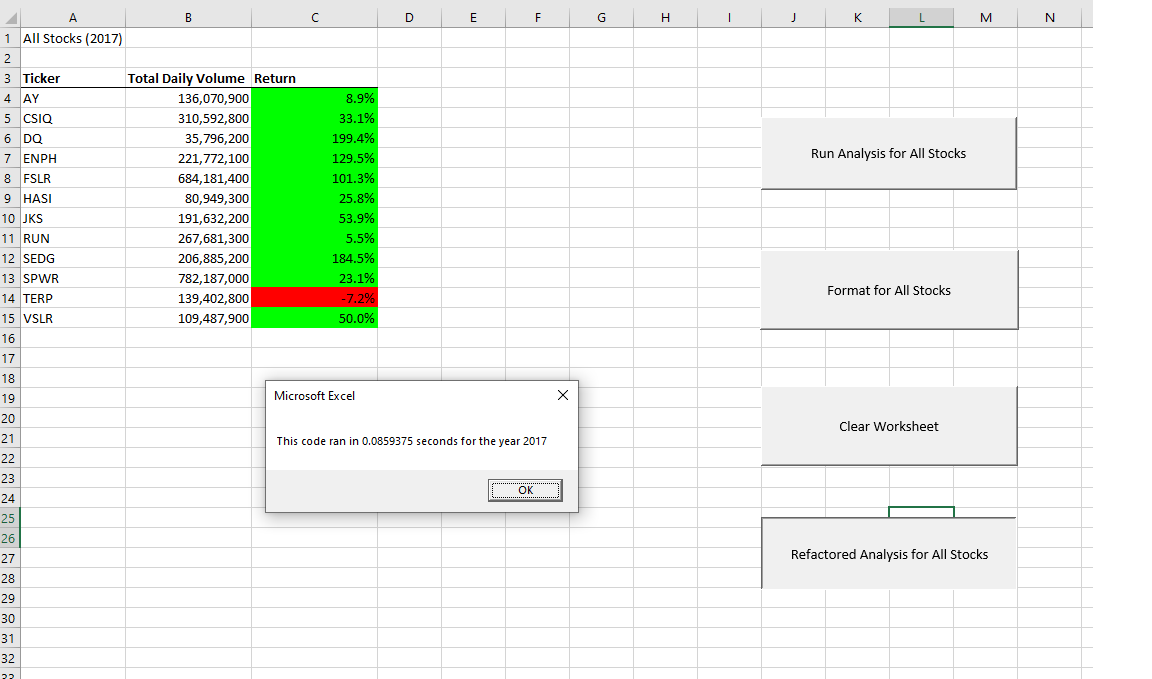 A B C D E F G H I J K L M N
1 All Stocks (2017)
2
3 Ticker Total Daily Volume Return
4 AY 136,070,900 8.9%
5 CSIQ 310,592,800 33.1%
6 DQ 35,796,200 199.4%
7 ENPH 221,772,100 129.5%
8 FSLR 684,181,400 101.3%
9 HASI 80,949,300 25.8%
10 JKS 191,632,200 53.9%
11 RUN 267,681,300 5.5%
12 SEDG 206,885,200 184.5%
13 SPWR 782,187,000 23.1%
14 TERP 139,402,800 -7.2%
15 VSLR 109,487,900 50.0%
16
17
18
19
20
21
22
23
24
25
26
27
28
29
30
31
32
33
Microsoft Excel
This code ran in 0.0859375 seconds for the year 2017
OK
Run Analysis for All Stocks
Format for All Stocks
Clear Worksheet
Refactored Analysis for All Stocks